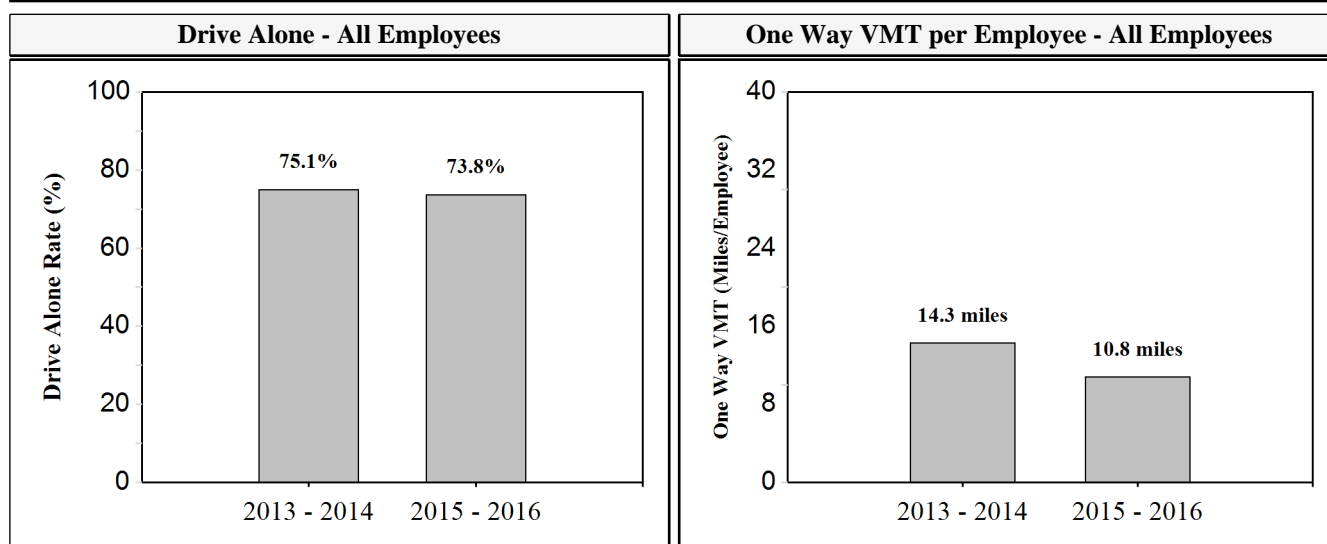 Drive Alone - All Employees
One Way VMT per Employee - All Employees
Drive Alone Rate (%)
100
80
60
40
20
0
75.1%
73.8%
2013 - 2014
2015 - 2016
One Way VMT (Miles/Employee)
40
32
24
16
8
0
14.3 miles
10.8 miles
2013 - 2014
2015 - 2016